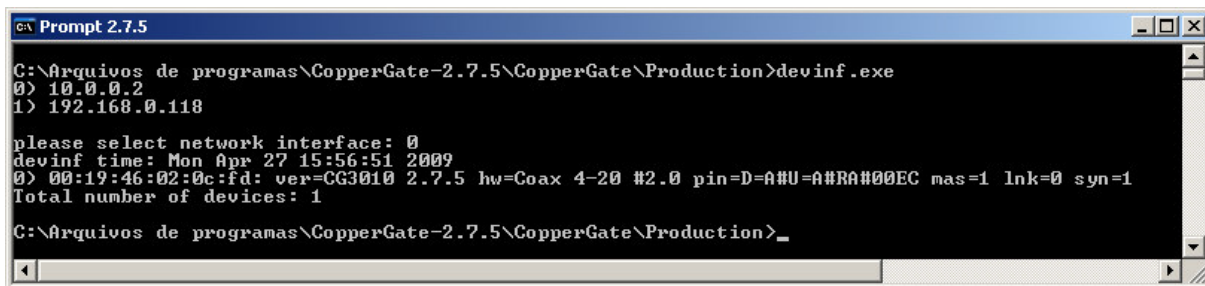 Prompt 2.7.5
C:\Arquivos de programas\CopperGate-2.7.5\CopperGate\Production>devinf.exe
0) 10.0.0.2
1) 192.168.0.118
please select network interface: 0
devinf time: Mon Apr 27 15:56:51 2009
0) 00:19:46:02:0c:fd: ver=CG3010 2.7.5 hw=Coax 4-20 #2.0 pin=D=A#U=A#RA#00EC mas=1 lnk=0 syn=1
Total number of devices: 1
C:\Arquivos de programas\CopperGate-2.7.5\CopperGate\Production>_